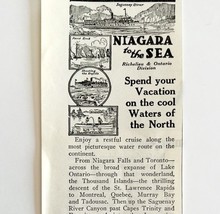 NIAGARA
to the SEA
Richelieu & Ontario
Division
Spend your
Vacation
on the cool
Waters of
the North
Enjoy a restful cruise along the
most picturesque water route on the
continent.
From Niagara Falls and Toronto—
across the broad expanse of Lake
Ontario—through that wonderland,
the Thousand Islands—the thrilling
descent of the St. Lawrence Rapids
to Montreal, Quebec, Murray Bay
and Tadousac. Then up the Saguenay
River Canyon past Capes Trinity and